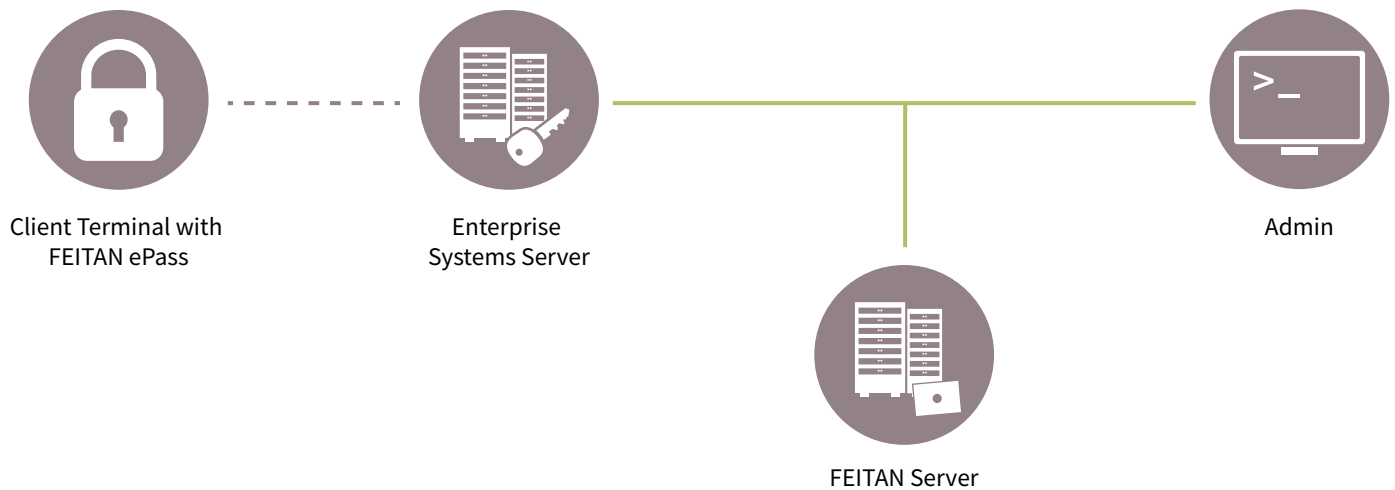 >_
Client Terminal with
FEITAN ePass
Enterprise
Systems Server
Admin
FEITAN Server